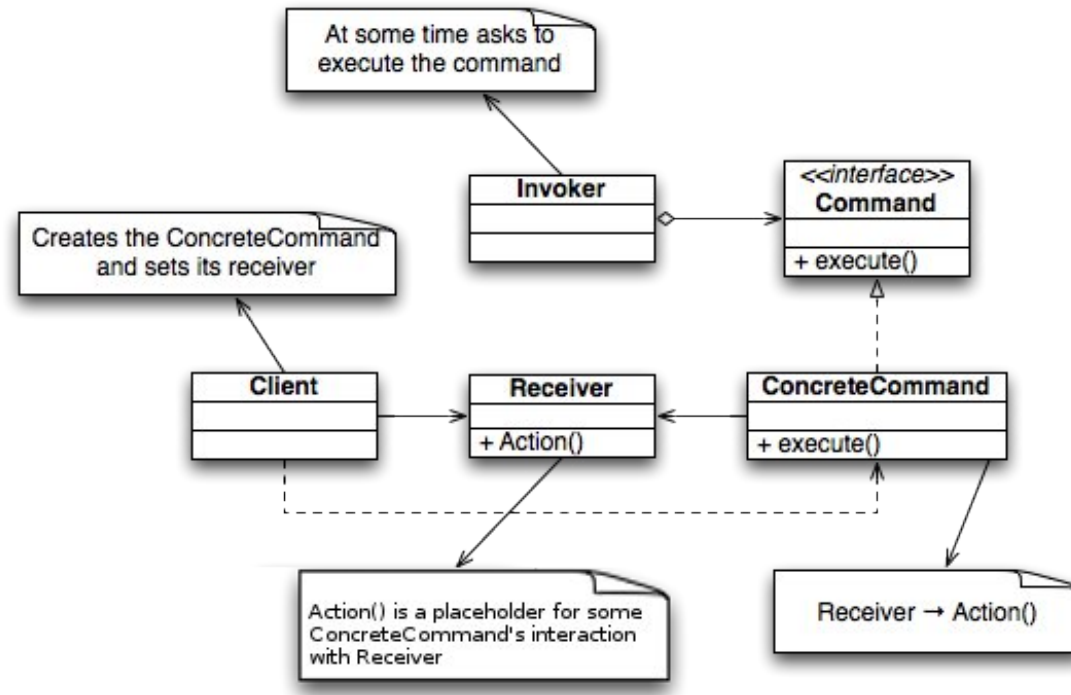 At some time asks to
execute the command
<<interface>>
Invoker
Command
+ execute()
Creates the ConcreteCommand
and sets its receiver
Client
Receiver
ConcreteCommand
+ Action()
+ execute()
Action() is a placeholder for some
ConcreteCommand's interaction
with Receiver
Receiver → Action()